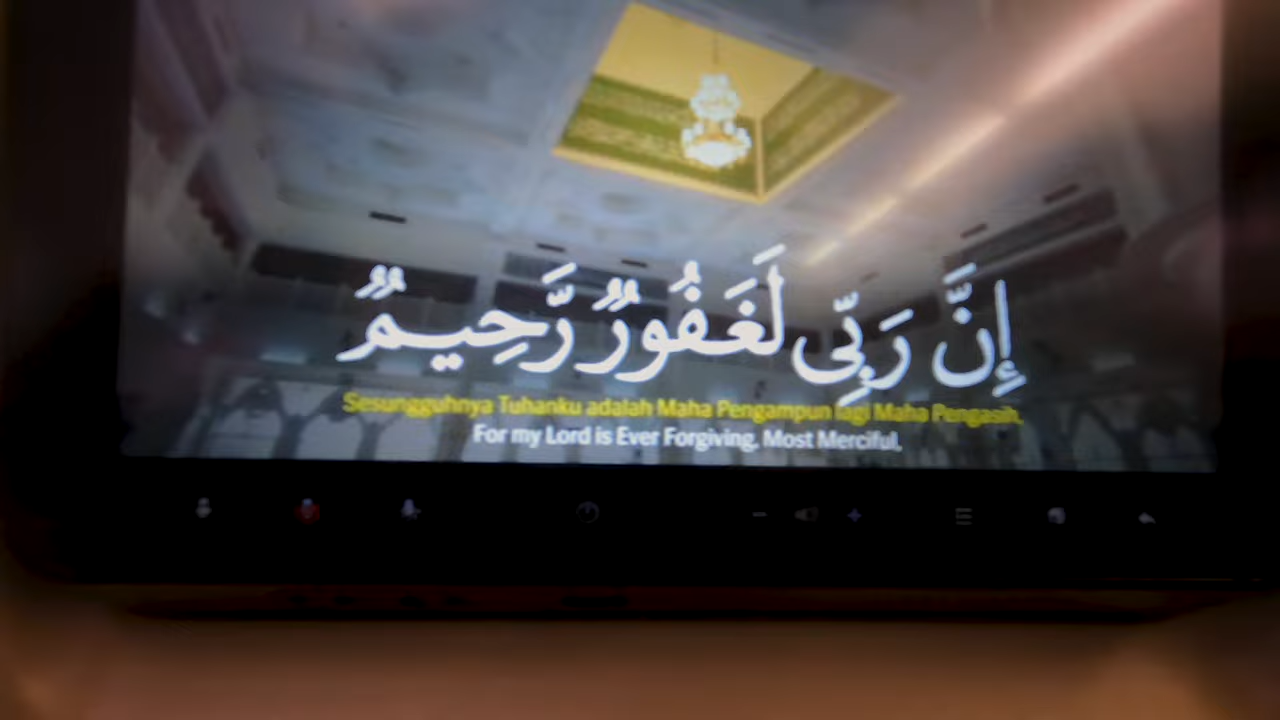 إِنَّ رَبِّى لَغَفُورٌ رَّحِيمٌ
Sesungguhnya Tuhanku adalah Maha Pengampun lagi Maha Pengasih.
For my Lord is Ever Forgiving, Most Merciful.